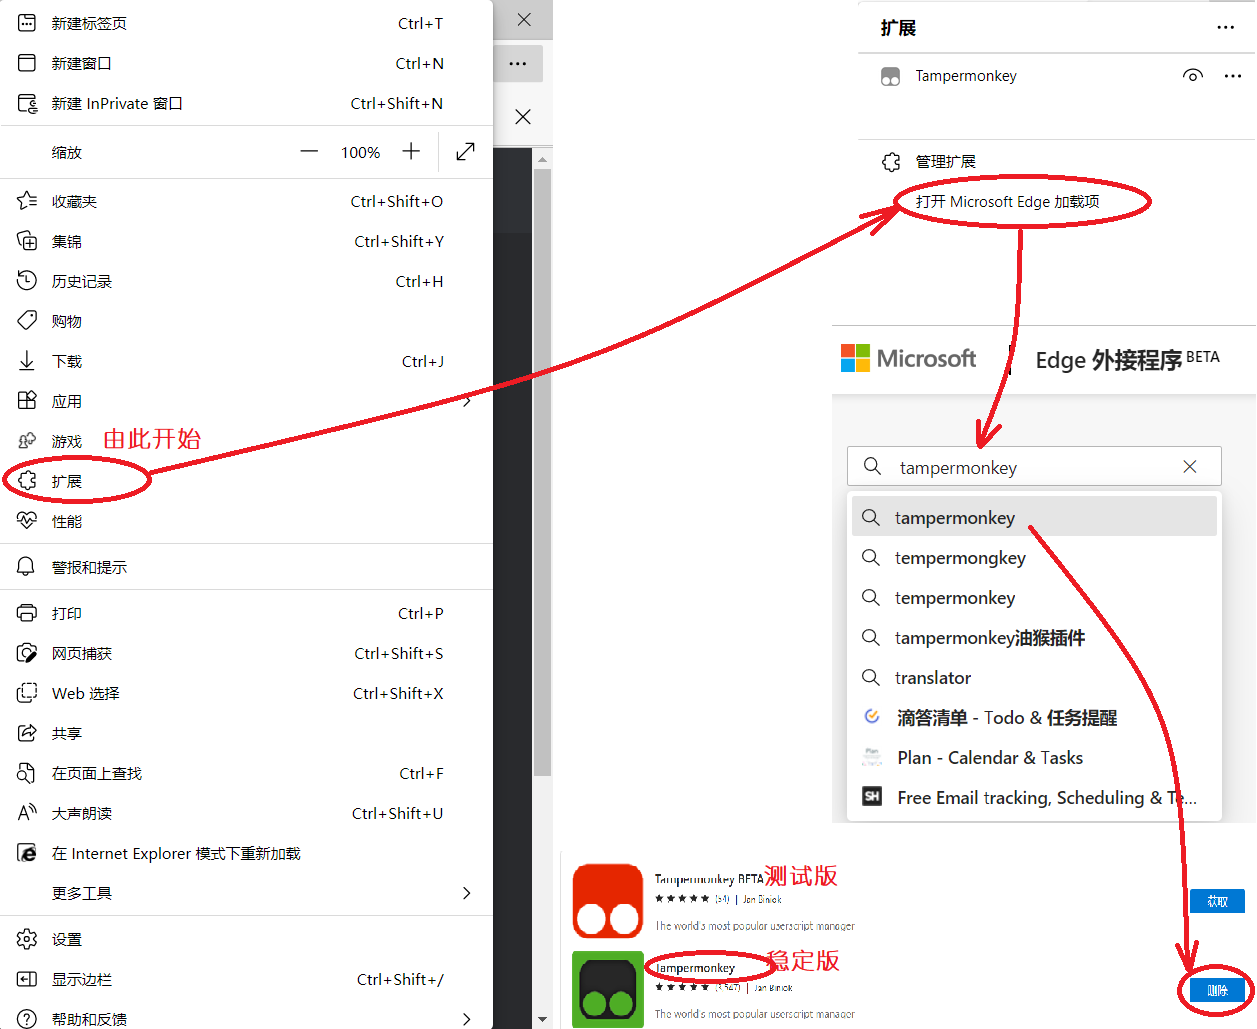 新建标签页 Ctrl+T
新建窗口 Ctrl+N
新建 InPrivate 窗口 Ctrl+Shift+N
缩放 100%
收藏夹 Ctrl+Shift+O
集锦 Ctrl+Shift+Y
历史记录 Ctrl+H
购物
下载 Ctrl+J
应用
游戏 由此开始
扩展
性能
警报和提示
打印 Ctrl+P
网页捕获 Ctrl+Shift+S
Web 选择 Ctrl+Shift+X
共享
在页面上查找 Ctrl+F
大声朗读 Ctrl+Shift+U
在 Internet Explorer 模式下重新加载
更多工具
设置
显示边栏 Ctrl+Shift+/
帮助和反馈
扩展
Tampermonkey
管理扩展
打开 Microsoft Edge 加载项
Microsoft Edge 外接程序 BETA
tampermonkey
tampermonkey
tempermongkey
tempermonkey
tampermonkey油猴插件
translator
滴答清单 - Todo & 任务提醒
Plan - Calendar & Tasks
SH Free Email tracking, Scheduling & Te...
Tampermonkey BETA 测试版
★★★★★ (54) | Jan Biniok
The world's most popular userscript manager
获取
Tampermonkey 稳定版
★★★★★ (3,547) | Jan Biniok
The world's most popular userscript manager
删除